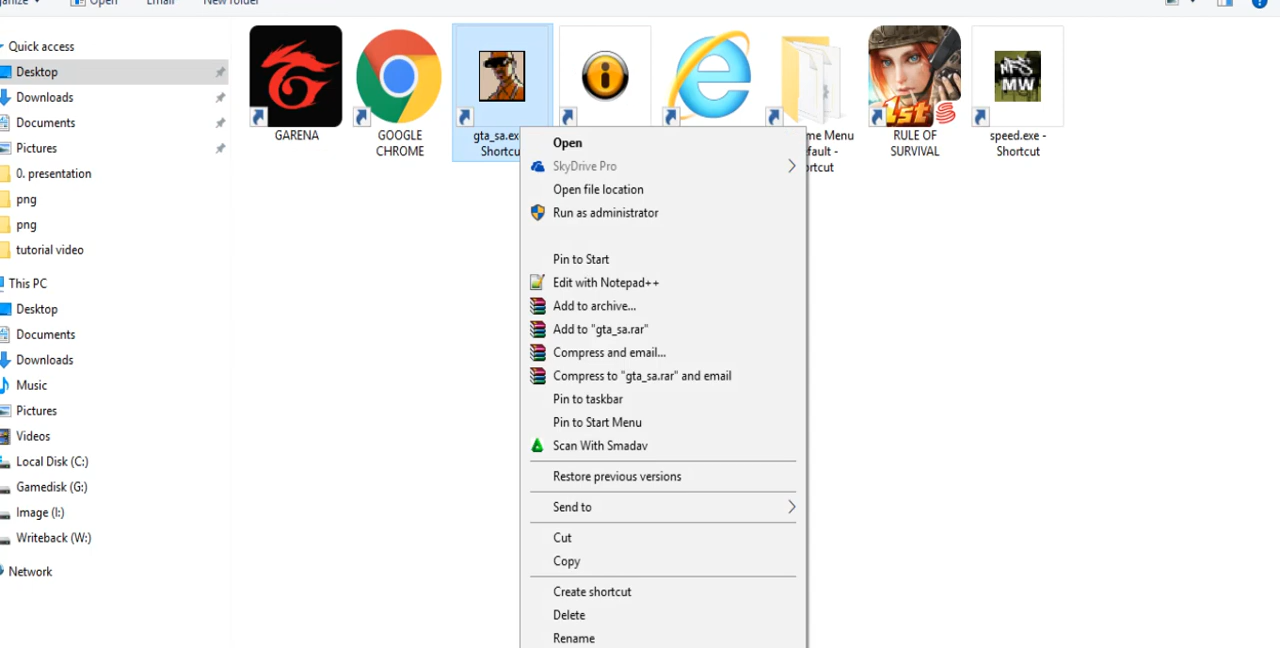 Open
Email
New folder
Quick access
Desktop
Downloads
Documents
Pictures
0. presentation
png
png
tutorial video
This PC
Desktop
Documents
Downloads
Music
Pictures
Videos
Local Disk (C:)
Gamedisk (G:)
Image (I:)
Writeback (W:)
Network
GARENA
GOOGLE
CHROME
gta_sa.ex
Shortcu
me Menu
fault -
rtcut
1st
RULE OF
SURVIVAL
NFS
MW
speed.exe -
Shortcut
Open
SkyDrive Pro
Open file location
Run as administrator
Pin to Start
Edit with Notepad++
Add to archive...
Add to "gta_sa.rar"
Compress and email...
Compress to "gta_sa.rar" and email
Pin to taskbar
Pin to Start Menu
Scan With Smadav
Restore previous versions
Send to
Cut
Copy
Create shortcut
Delete
Rename